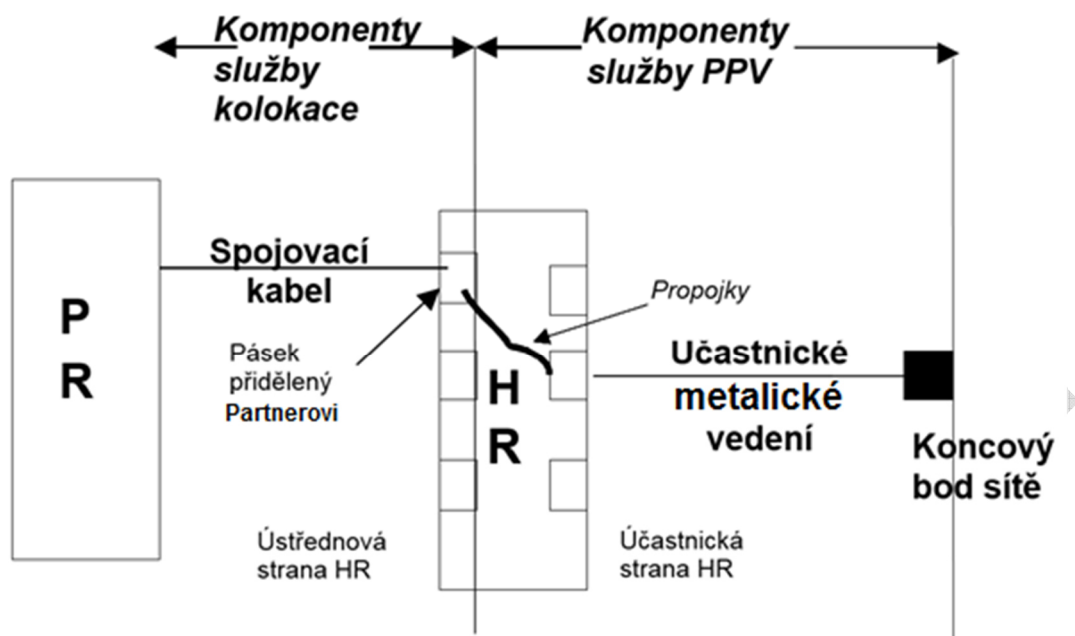 Komponenty
služby
kolokace
Komponenty
služby PPV
P
R
Spojovací
kabel
Pásek
přidělený
Partnerovi
H
R
Propojky
Učastnické
metalické
vedení
Koncový
bod sítě
Ústřednová
strana HR
Účastnická
strana HR